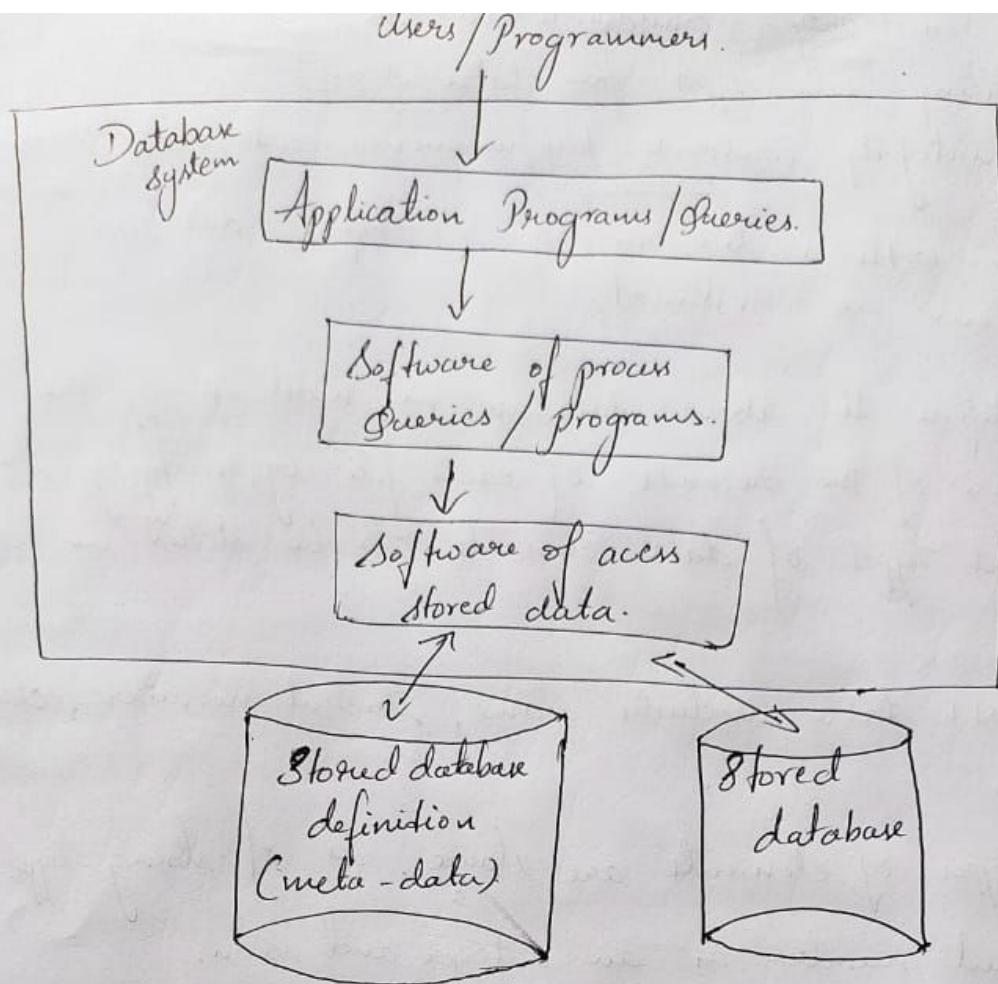 Users/Programmers.
Database
system
Application Programs/Queries.
Software of process
Queries/programs.
Software of acess
stored data.
Stored database
definition
(meta-data)
Stored
database